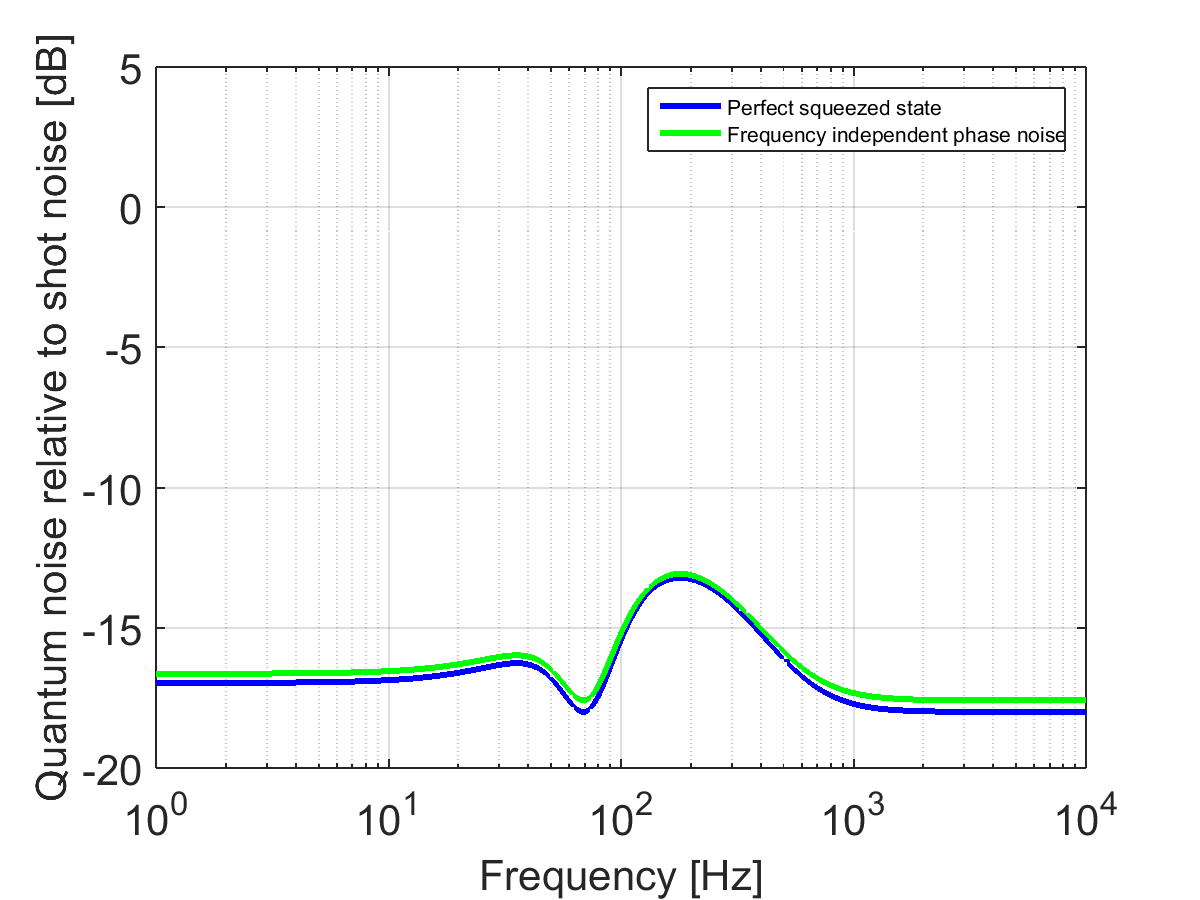 Quantum noise relative to shot noise [dB]
5
0
-5
-10
-15
-20
Perfect squeezed state
Frequency independent phase noise
10^0 10^1 10^2 10^3 10^4
Frequency [Hz]